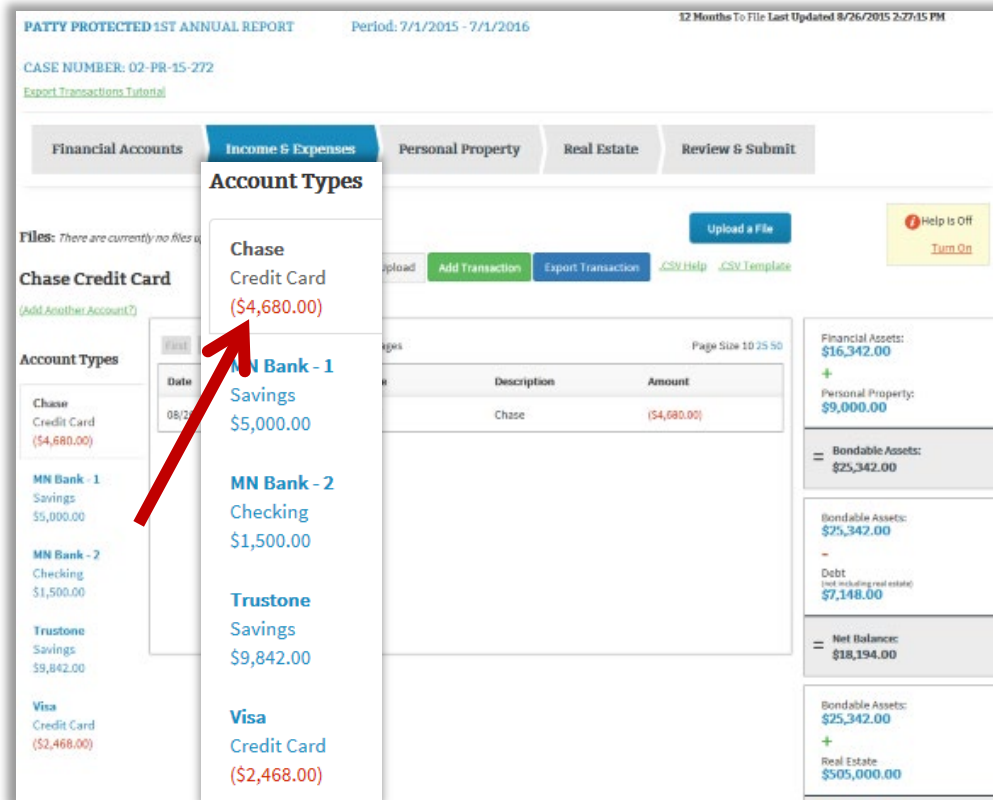 PATTY PROTECTED 1ST ANNUAL REPORT Period: 7/1/2015 - 7/1/2016 12 Months To File Last Updated 8/26/2015 2:27:15 PM
CASE NUMBER: 02-PR-15-272
Export Transactions Tutorial
Financial Accounts Income & Expenses Personal Property Real Estate Review & Submit
Account Types
Chase
Credit Card
($4,680.00)
MN Bank - 1
Savings
$5,000.00
MN Bank - 2
Checking
$1,500.00
Trustone
Savings
$9,842.00
Visa
Credit Card
($2,468.00)
Files: There are currently no files
Upload a File
Help Is Off
Turn On
Chase Credit Card
Upload Add Transaction Export Transaction .CSV Help .CSV Template
(Add Another Account?)
First Page Size 10 25 50
Date Description Amount
Chase ($4,680.00)
Account Types
Chase
Credit Card
($4,680.00)
MN Bank - 1
Savings
$5,000.00
MN Bank - 2
Checking
$1,500.00
Trustone
Savings
$9,842.00
Visa
Credit Card
($2,468.00)
Financial Assets:
$16,342.00
+
Personal Property:
$9,000.00
= Bondable Assets:
$25,342.00
Bondable Assets:
$25,342.00
-
Debt
(not including real estate)
$7,148.00
= Net Balance:
$18,194.00
Bondable Assets:
$25,342.00
+
Real Estate
$505,000.00